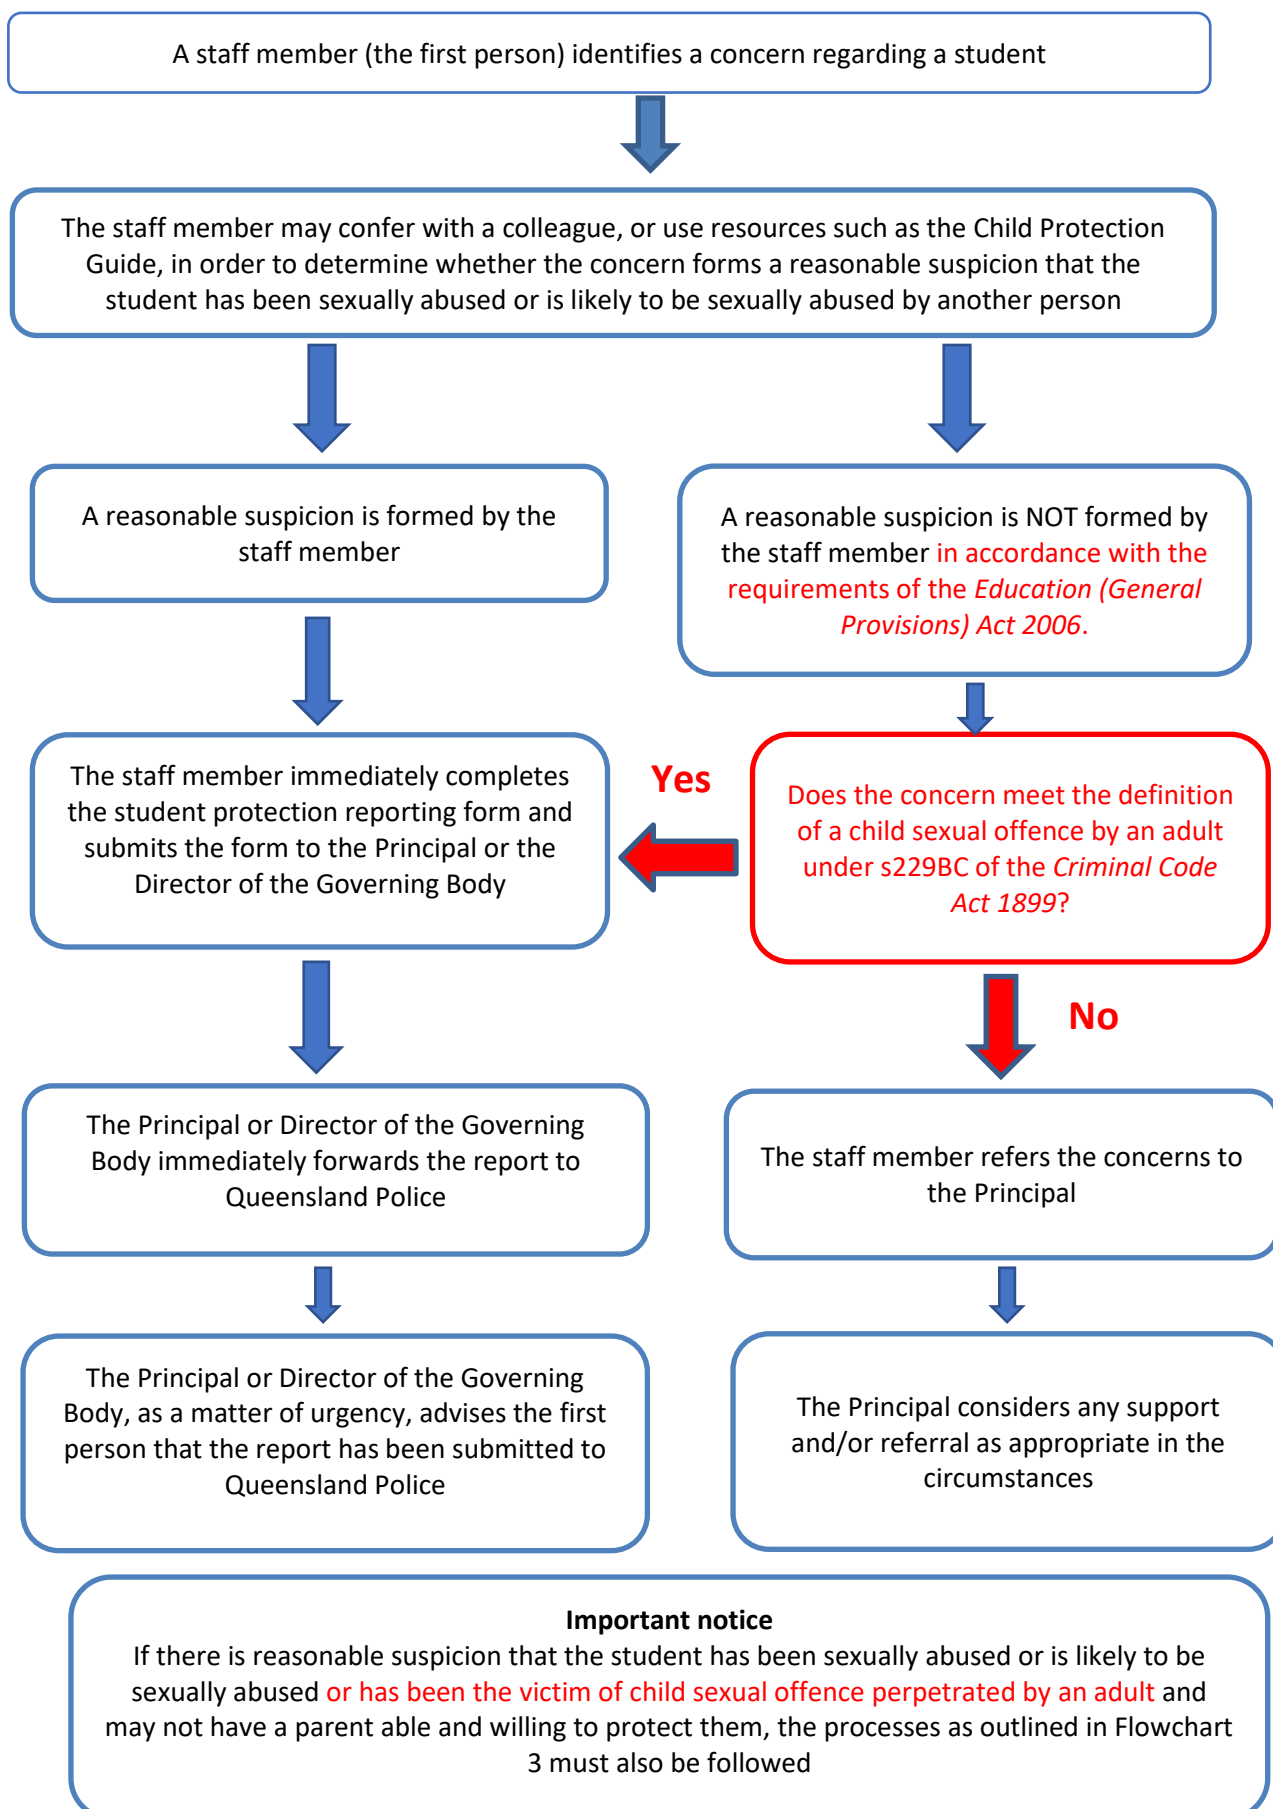 A staff member (the first person) identifies a concern regarding a student
The staff member may confer with a colleague, or use resources such as the Child Protection
Guide, in order to determine whether the concern forms a reasonable suspicion that the
student has been sexually abused or is likely to be sexually abused by another person
A reasonable suspicion is formed by the
staff member
A reasonable suspicion is NOT formed by
the staff member in accordance with the
requirements of the Education (General
Provisions) Act 2006.
The staff member immediately completes
the student protection reporting form and
submits the form to the Principal or the
Director of the Governing Body
Yes
Does the concern meet the definition
of a child sexual offence by an adult
under s229BC of the Criminal Code
Act 1899?
No
The Principal or Director of the Governing
Body immediately forwards the report to
Queensland Police
The staff member refers the concerns to
the Principal
The Principal or Director of the Governing
Body, as a matter of urgency, advises the first
person that the report has been submitted to
Queensland Police
The Principal considers any support
and/or referral as appropriate in the
circumstances
Important notice
If there is reasonable suspicion that the student has been sexually abused or is likely to be
sexually abused or has been the victim of child sexual offence perpetrated by an adult and
may not have a parent able and willing to protect them, the processes as outlined in Flowchart
3 must also be followed